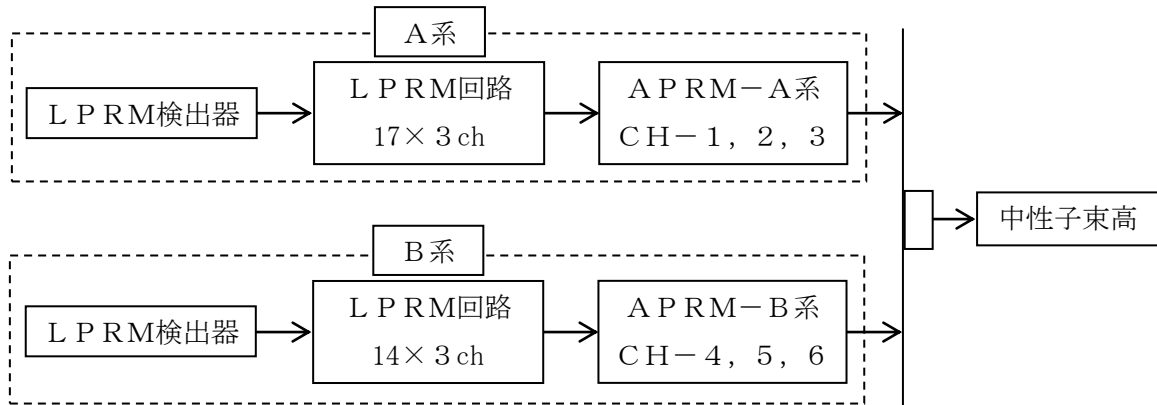 A系
LPRM検出器
LPRM回路
17×3ch
APRM-A系
CH-1,2,3
中性子束高
B系
LPRM検出器
LPRM回路
14×3ch
APRM-B系
CH-4,5,6